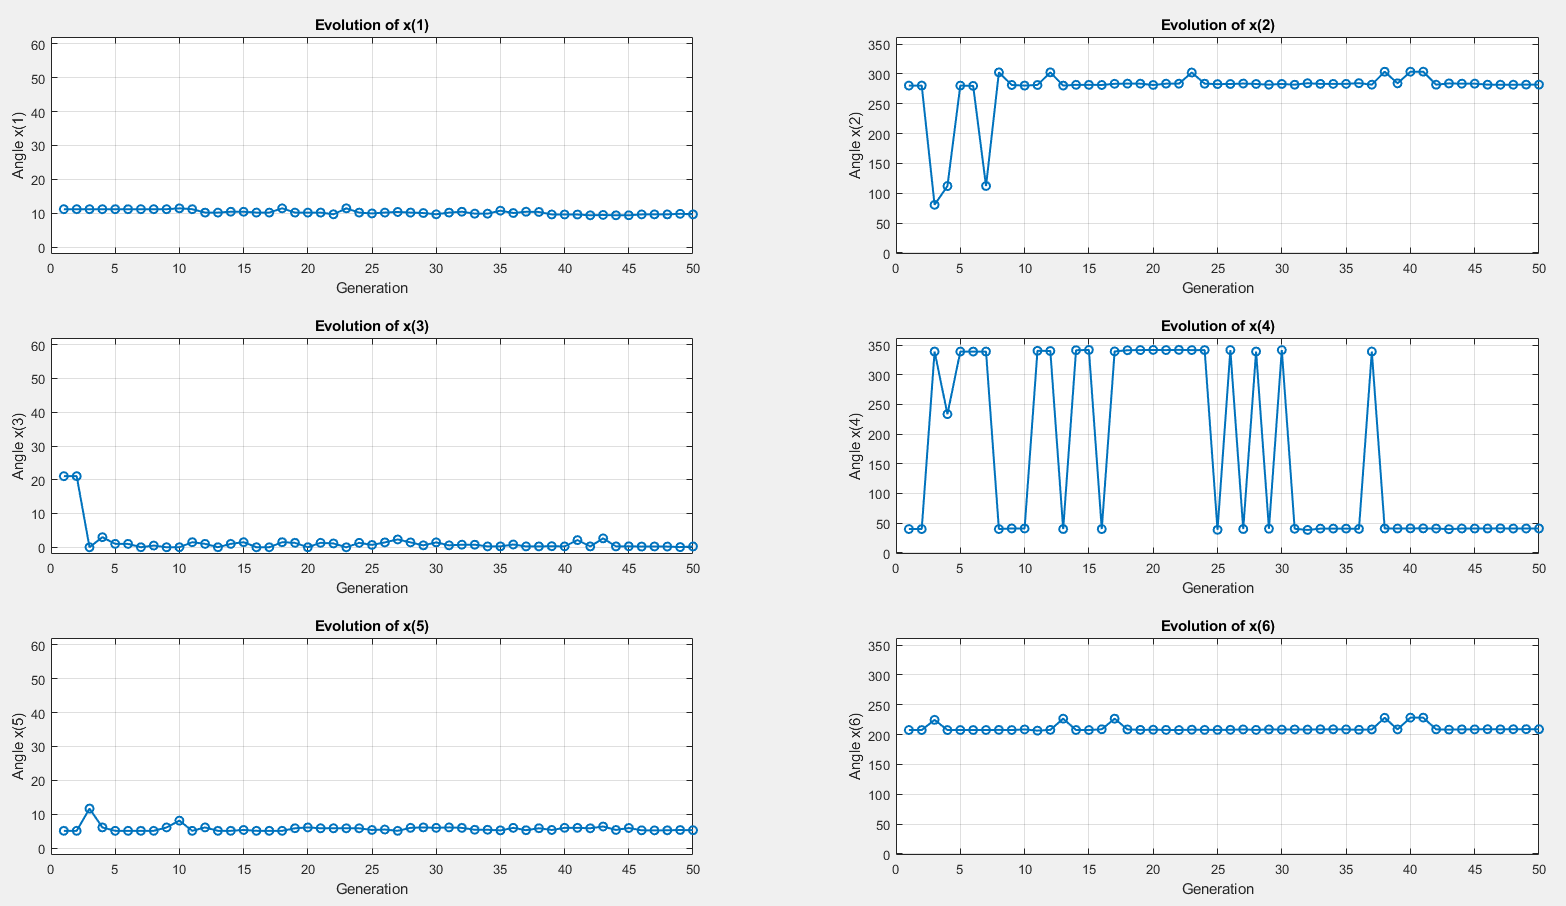 Evolution of x(1)
60
50
40
30
20
10
0
Angle x(1)
0 5 10 15 20 25 30 35 40 45 50
Generation
Evolution of x(2)
350
300
250
200
150
100
50
0
Angle x(2)
0 5 10 15 20 25 30 35 40 45 50
Generation
Evolution of x(3)
60
50
40
30
20
10
0
Angle x(3)
0 5 10 15 20 25 30 35 40 45 50
Generation
Evolution of x(4)
350
300
250
200
150
100
50
0
Angle x(4)
0 5 10 15 20 25 30 35 40 45 50
Generation
Evolution of x(5)
60
50
40
30
20
10
0
Angle x(5)
0 5 10 15 20 25 30 35 40 45 50
Generation
Evolution of x(6)
350
300
250
200
150
100
50
0
Angle x(6)
0 5 10 15 20 25 30 35 40 45 50
Generation